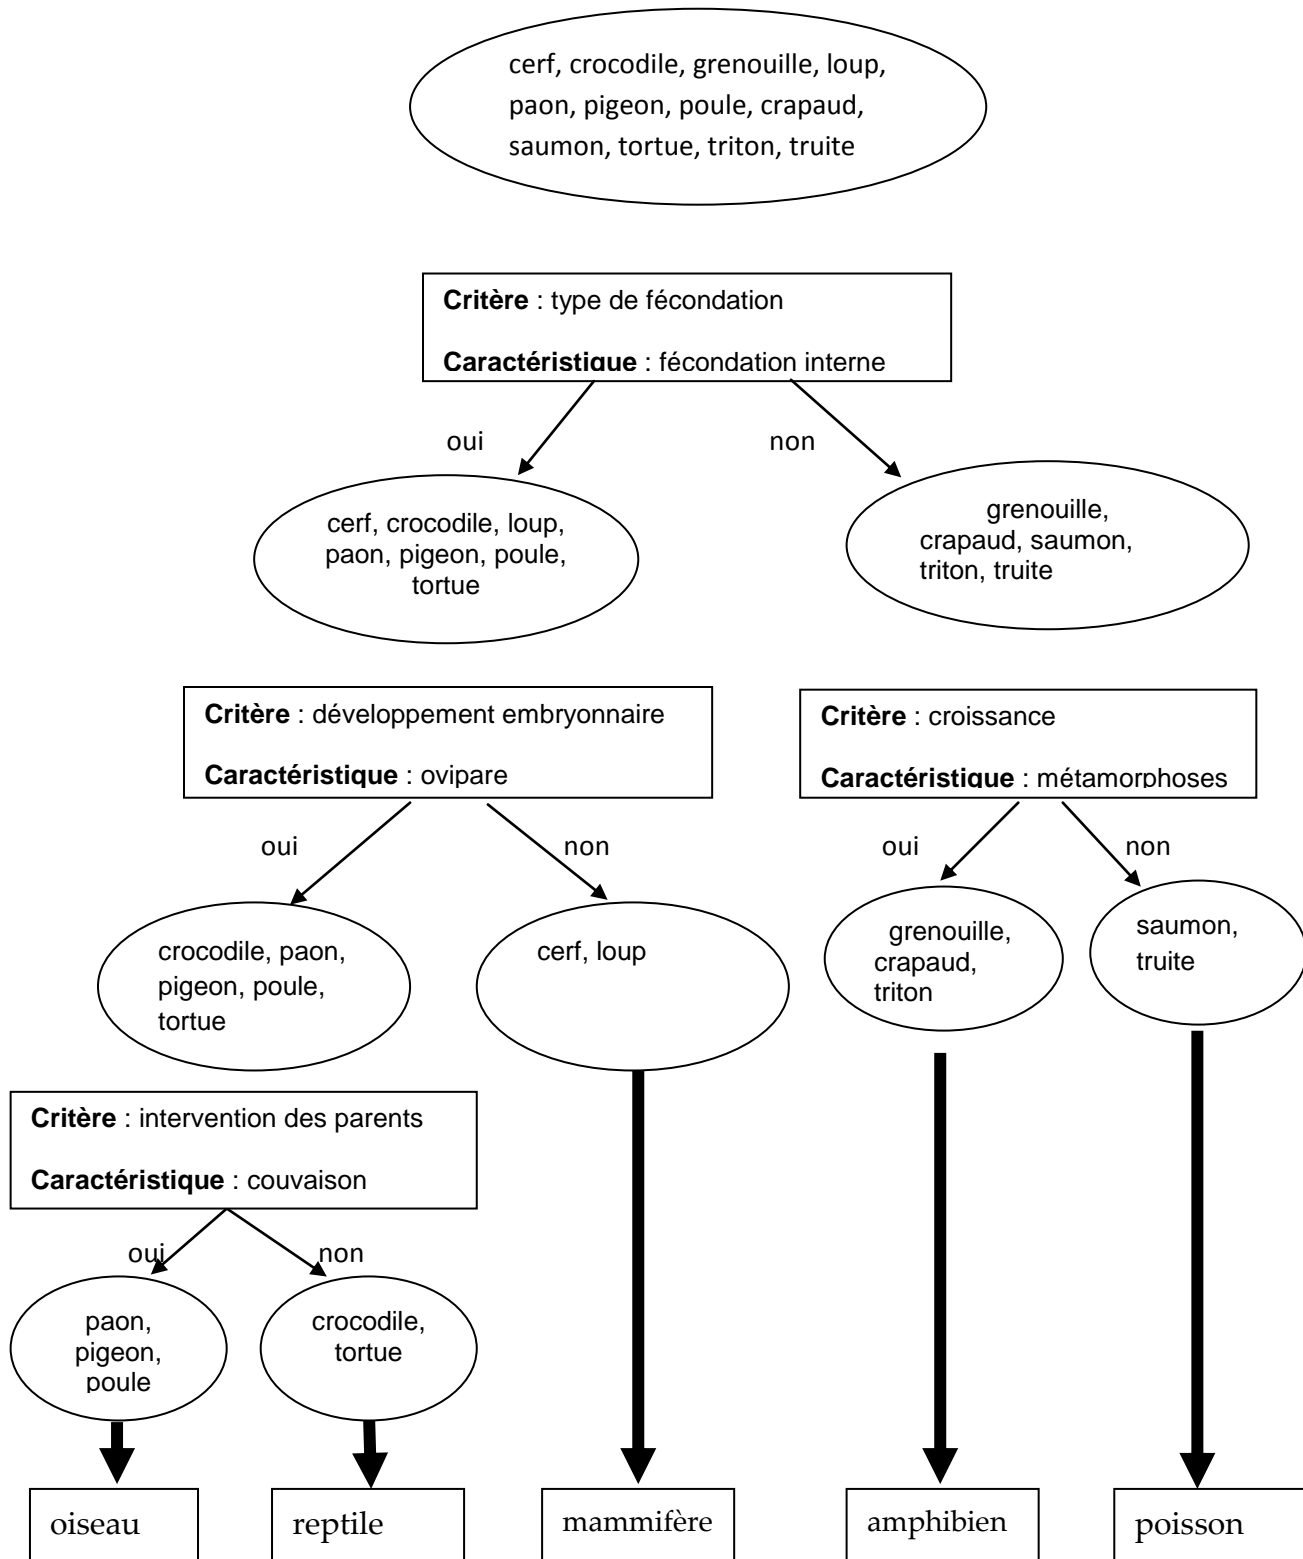 cerf, crocodile, grenouille, loup,
paon, pigeon, poule, crapaud,
saumon, tortue, triton, truite
Critère : type de fécondation
Caractéristique : fécondation interne
oui
non
cerf, crocodile, loup,
paon, pigeon, poule,
tortue
grenouille,
crapaud, saumon,
triton, truite
Critère : développement embryonnaire
Caractéristique : ovipare
Critère : croissance
Caractéristique : métamorphoses
oui
non
oui
non
crocodile, paon,
pigeon, poule,
tortue
cerf, loup
grenouille,
crapaud,
triton
saumon,
truite
Critère : intervention des parents
Caractéristique : couvaison
oui
non
paon,
pigeon,
poule
crocodile,
tortue
oiseau
reptile
mammifère
amphibien
poisson